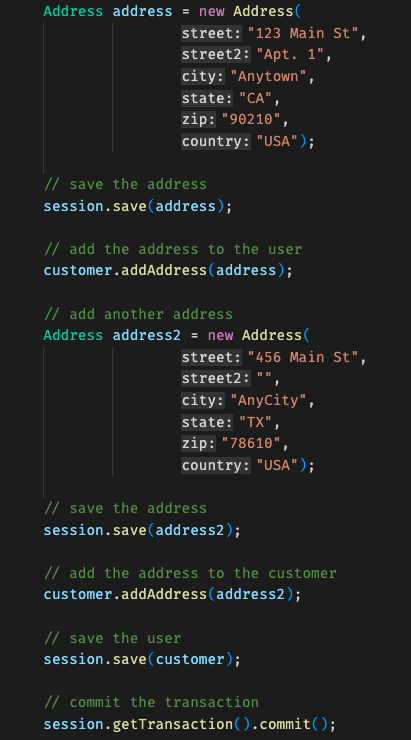 Address address = new Address(
street: "123 Main St",
street2: "Apt. 1",
city: "Anytown",
state: "CA",
zip: "90210",
country: "USA");
// save the address
session.save(address);
// add the address to the user
customer.addAddress(address);
// add another address
Address address2 = new Address(
street: "456 Main St",
street2: "",
city: "AnyCity",
state: "TX",
zip: "78610",
country: "USA");
// save the address
session.save(address2);
// add the address to the customer
customer.addAddress(address2);
// save the user
session.save(customer);
// commit the transaction
session.getTransaction().commit();